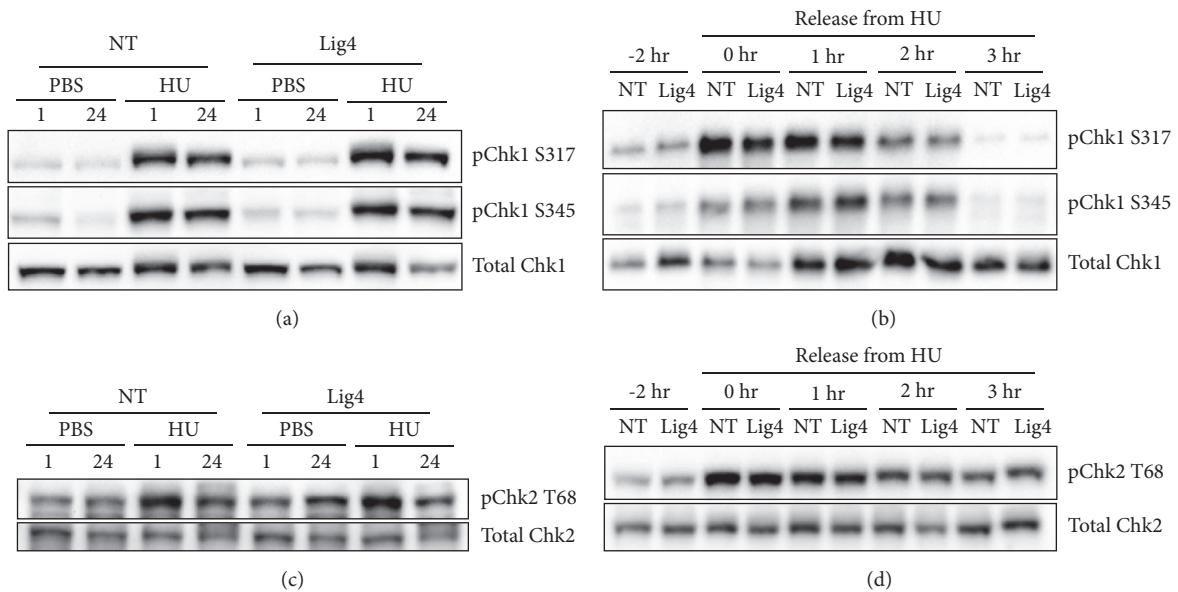 NT Lig4
PBS HU PBS HU
1 24 1 24 1 24 1 24
pChk1 S317
pChk1 S345
Total Chk1
(a)
Release from HU
-2 hr 0 hr 1 hr 2 hr 3 hr
NT Lig4 NT Lig4 NT Lig4 NT Lig4 NT Lig4
pChk1 S317
pChk1 S345
Total Chk1
(b)
NT Lig4
PBS HU PBS HU
1 24 1 24 1 24 1 24
pChk2 T68
Total Chk2
(c)
Release from HU
-2 hr 0 hr 1 hr 2 hr 3 hr
NT Lig4 NT Lig4 NT Lig4 NT Lig4 NT Lig4
pChk2 T68
Total Chk2
(d)